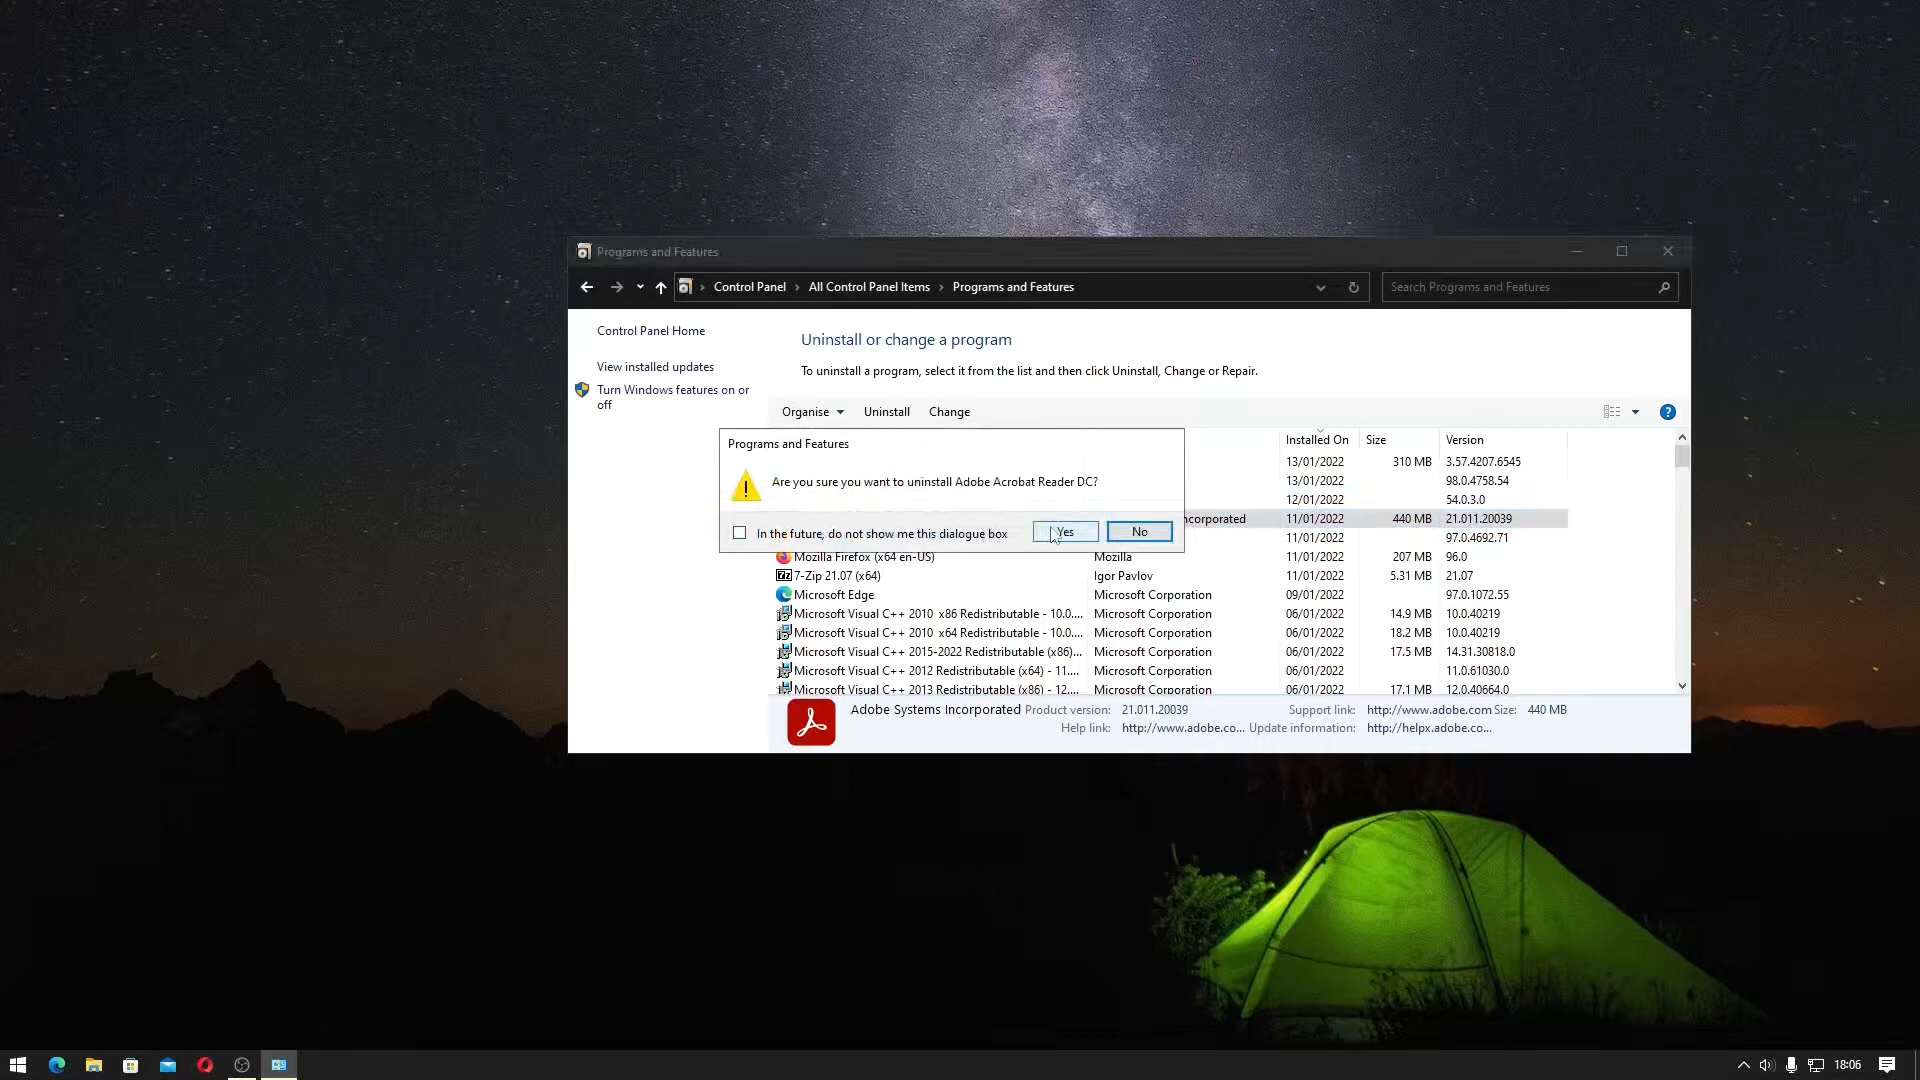 Programs and Features
Control Panel
All Control Panel Items
Programs and Features
Search Programs and Features
Control Panel Home
View installed updates
Turn Windows features on or
off
Uninstall or change a program
To uninstall a program, select it from the list and then click Uninstall, Change or Repair.
Organise
Uninstall
Change
Programs and Features
Are you sure you want to uninstall Adobe Acrobat Reader DC?
In the future, do not show me this dialogue box
Yes
No
Installed On Size Version
13/01/2022 310 MB 3.57.4207.6545
13/01/2022 98.0.4758.54
12/01/2022 54.0.3.0
ncorporated 11/01/2022 440 MB 21.011.20039
11/01/2022 97.0.4692.71
Mozilla Firefox (x64 en-US) Mozilla 11/01/2022 207 MB 96.0
7-Zip 21.07 (x64) Igor Pavlov 11/01/2022 5.31 MB 21.07
Microsoft Edge Microsoft Corporation 09/01/2022 97.0.1072.55
Microsoft Visual C++ 2010 x86 Redistributable - 10.0.... Microsoft Corporation 06/01/2022 14.9 MB 10.0.40219
Microsoft Visual C++ 2010 x64 Redistributable - 10.0.... Microsoft Corporation 06/01/2022 18.2 MB 10.0.40219
Microsoft Visual C++ 2015-2022 Redistributable (x86)... Microsoft Corporation 06/01/2022 17.5 MB 14.31.30818.0
Microsoft Visual C++ 2012 Redistributable (x64) - 11.... Microsoft Corporation 06/01/2022 11.0.61030.0
Microsoft Visual C++ 2013 Redistributable (x86) - 12.... Microsoft Corporation 06/01/2022 17.1 MB 12.0.40664.0
Adobe Systems Incorporated Product version: 21.011.20039 Support link: http://www.adobe.com Size: 440 MB
Help link: http://www.adobe.co... Update information: http://helpx.adobe.co...
18:06